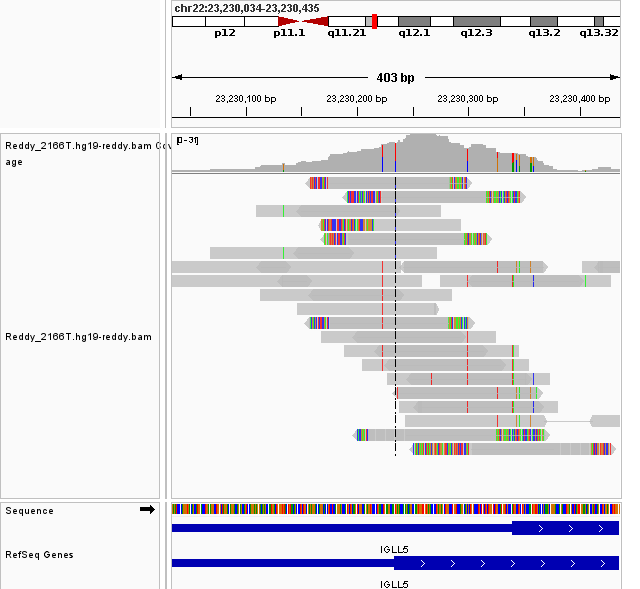 chr22:23,230,034-23,230,435
p12 p11.1 q11.21 q12.1 q12.3 q13.2 q13.32
403 bp
23,230,100 bp 23,230,200 bp 23,230,300 bp 23,230,400 bp
Reddy_2166T.hg19-reddy.bam Cov
age
[0-31]
Reddy_2166T.hg19-reddy.bam
Sequence
RefSeq Genes
IGLL5
IGLL5